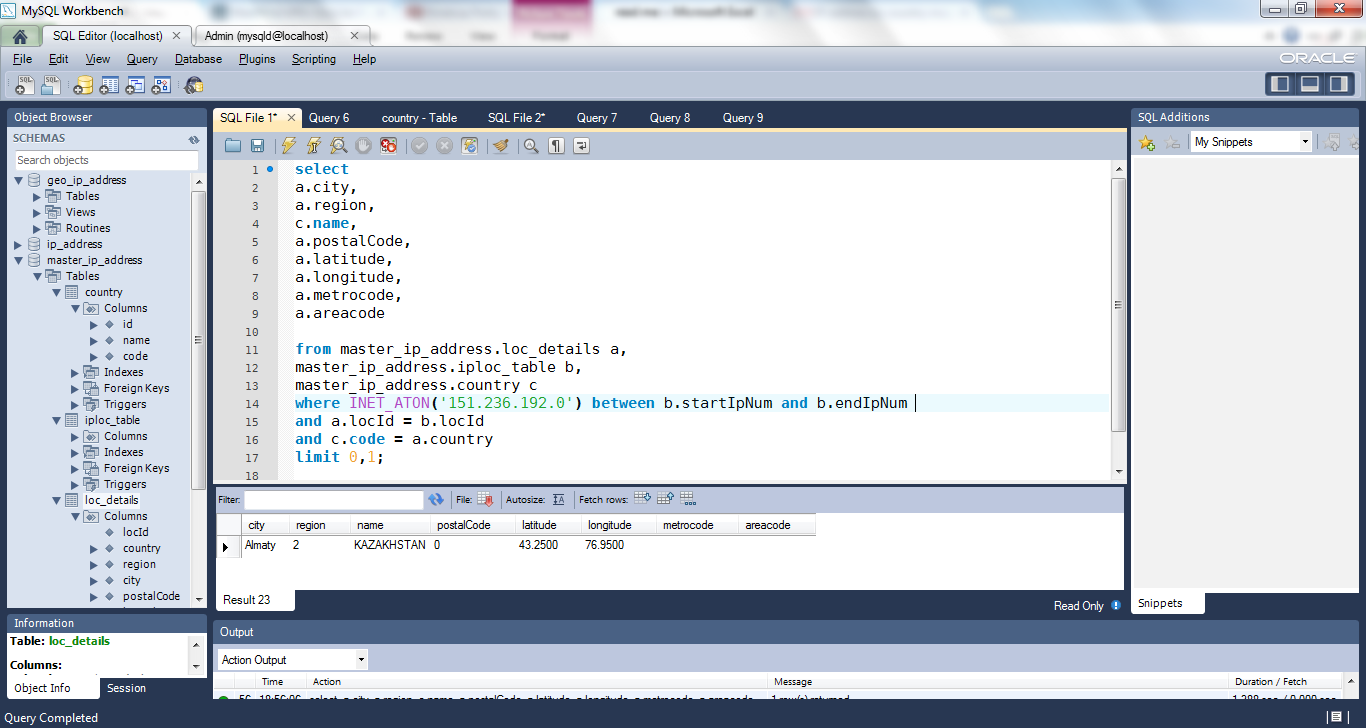 MySQL Workbench
read me - Microsoft Excel
SQL Editor (localhost)
Admin (mysqld@localhost)
File Edit View Query Database Plugins Scripting Help
ORACLE
Object Browser
SCHEMAS
Search objects
geo_ip_address
Tables
Views
Routines
ip_address
master_ip_address
Tables
country
Columns
id
name
code
Indexes
Foreign Keys
Triggers
iploc_table
Columns
Indexes
Foreign Keys
Triggers
loc_details
Columns
locId
country
region
city
postalCode
Information
Table: loc_details
Columns:
Object Info Session
SQL File 1* Query 6 country - Table SQL File 2* Query 7 Query 8 Query 9
1 select
2 a.city,
3 a.region,
4 c.name,
5 a.postalCode,
6 a.latitude,
7 a.longitude,
8 a.metrocode,
9 a.areacode
10
11 from master_ip_address.loc_details a,
12 master_ip_address.iploc_table b,
13 master_ip_address.country c
14 where INET_ATON('151.236.192.0') between b.startIpNum and b.endIpNum
15 and a.locId = b.locId
16 and c.code = a.country
17 limit 0,1;
18
Filter: File: Autosize: Fetch rows:
city region name postalCode latitude longitude metrocode areacode
Almaty 2 KAZAKHSTAN 0 43.2500 76.9500
Result 23
Read Only
Output
Action Output
Time Action Message Duration / Fetch
SQL Additions
My Snippets
Snippets
Query Completed